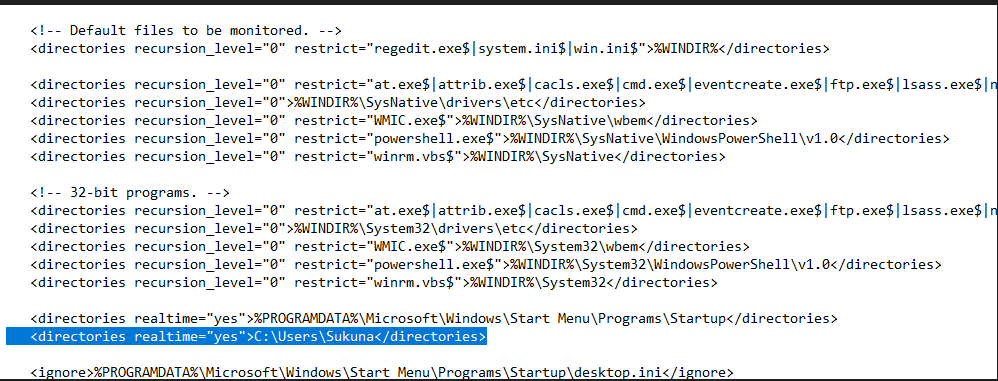 <!-- Default files to be monitored. -->
<directories recursion_level="0" restrict="regedit.exe$|system.ini$|win.ini$">%WINDIR%</directories>
<directories recursion_level="0" restrict="at.exe$|attrib.exe$|cacls.exe$|cmd.exe$|eventcreate.exe$|ftp.exe$|lsass.exe$|n
<directories recursion_level="0">%WINDIR%\SysNative\drivers\etc</directories>
<directories recursion_level="0" restrict="WMIC.exe$">%WINDIR%\SysNative\wbem</directories>
<directories recursion_level="0" restrict="powershell.exe$">%WINDIR%\SysNative\WindowsPowerShell\v1.0</directories>
<directories recursion_level="0" restrict="winrm.vbs$">%WINDIR%\SysNative</directories>
<!-- 32-bit programs. -->
<directories recursion_level="0" restrict="at.exe$|attrib.exe$|cacls.exe$|cmd.exe$|eventcreate.exe$|ftp.exe$|lsass.exe$|n
<directories recursion_level="0">%WINDIR%\System32\drivers\etc</directories>
<directories recursion_level="0" restrict="WMIC.exe$">%WINDIR%\System32\wbem</directories>
<directories recursion_level="0" restrict="powershell.exe$">%WINDIR%\System32\WindowsPowerShell\v1.0</directories>
<directories recursion_level="0" restrict="winrm.vbs$">%WINDIR%\System32</directories>
<directories realtime="yes">%PROGRAMDATA%\Microsoft\Windows\Start Menu\Programs\Startup</directories>
<directories realtime="yes">C:\Users\Sukuna</directories>
<ignore>%PROGRAMDATA%\Microsoft\Windows\Start Menu\Programs\Startup\desktop.ini</ignore>